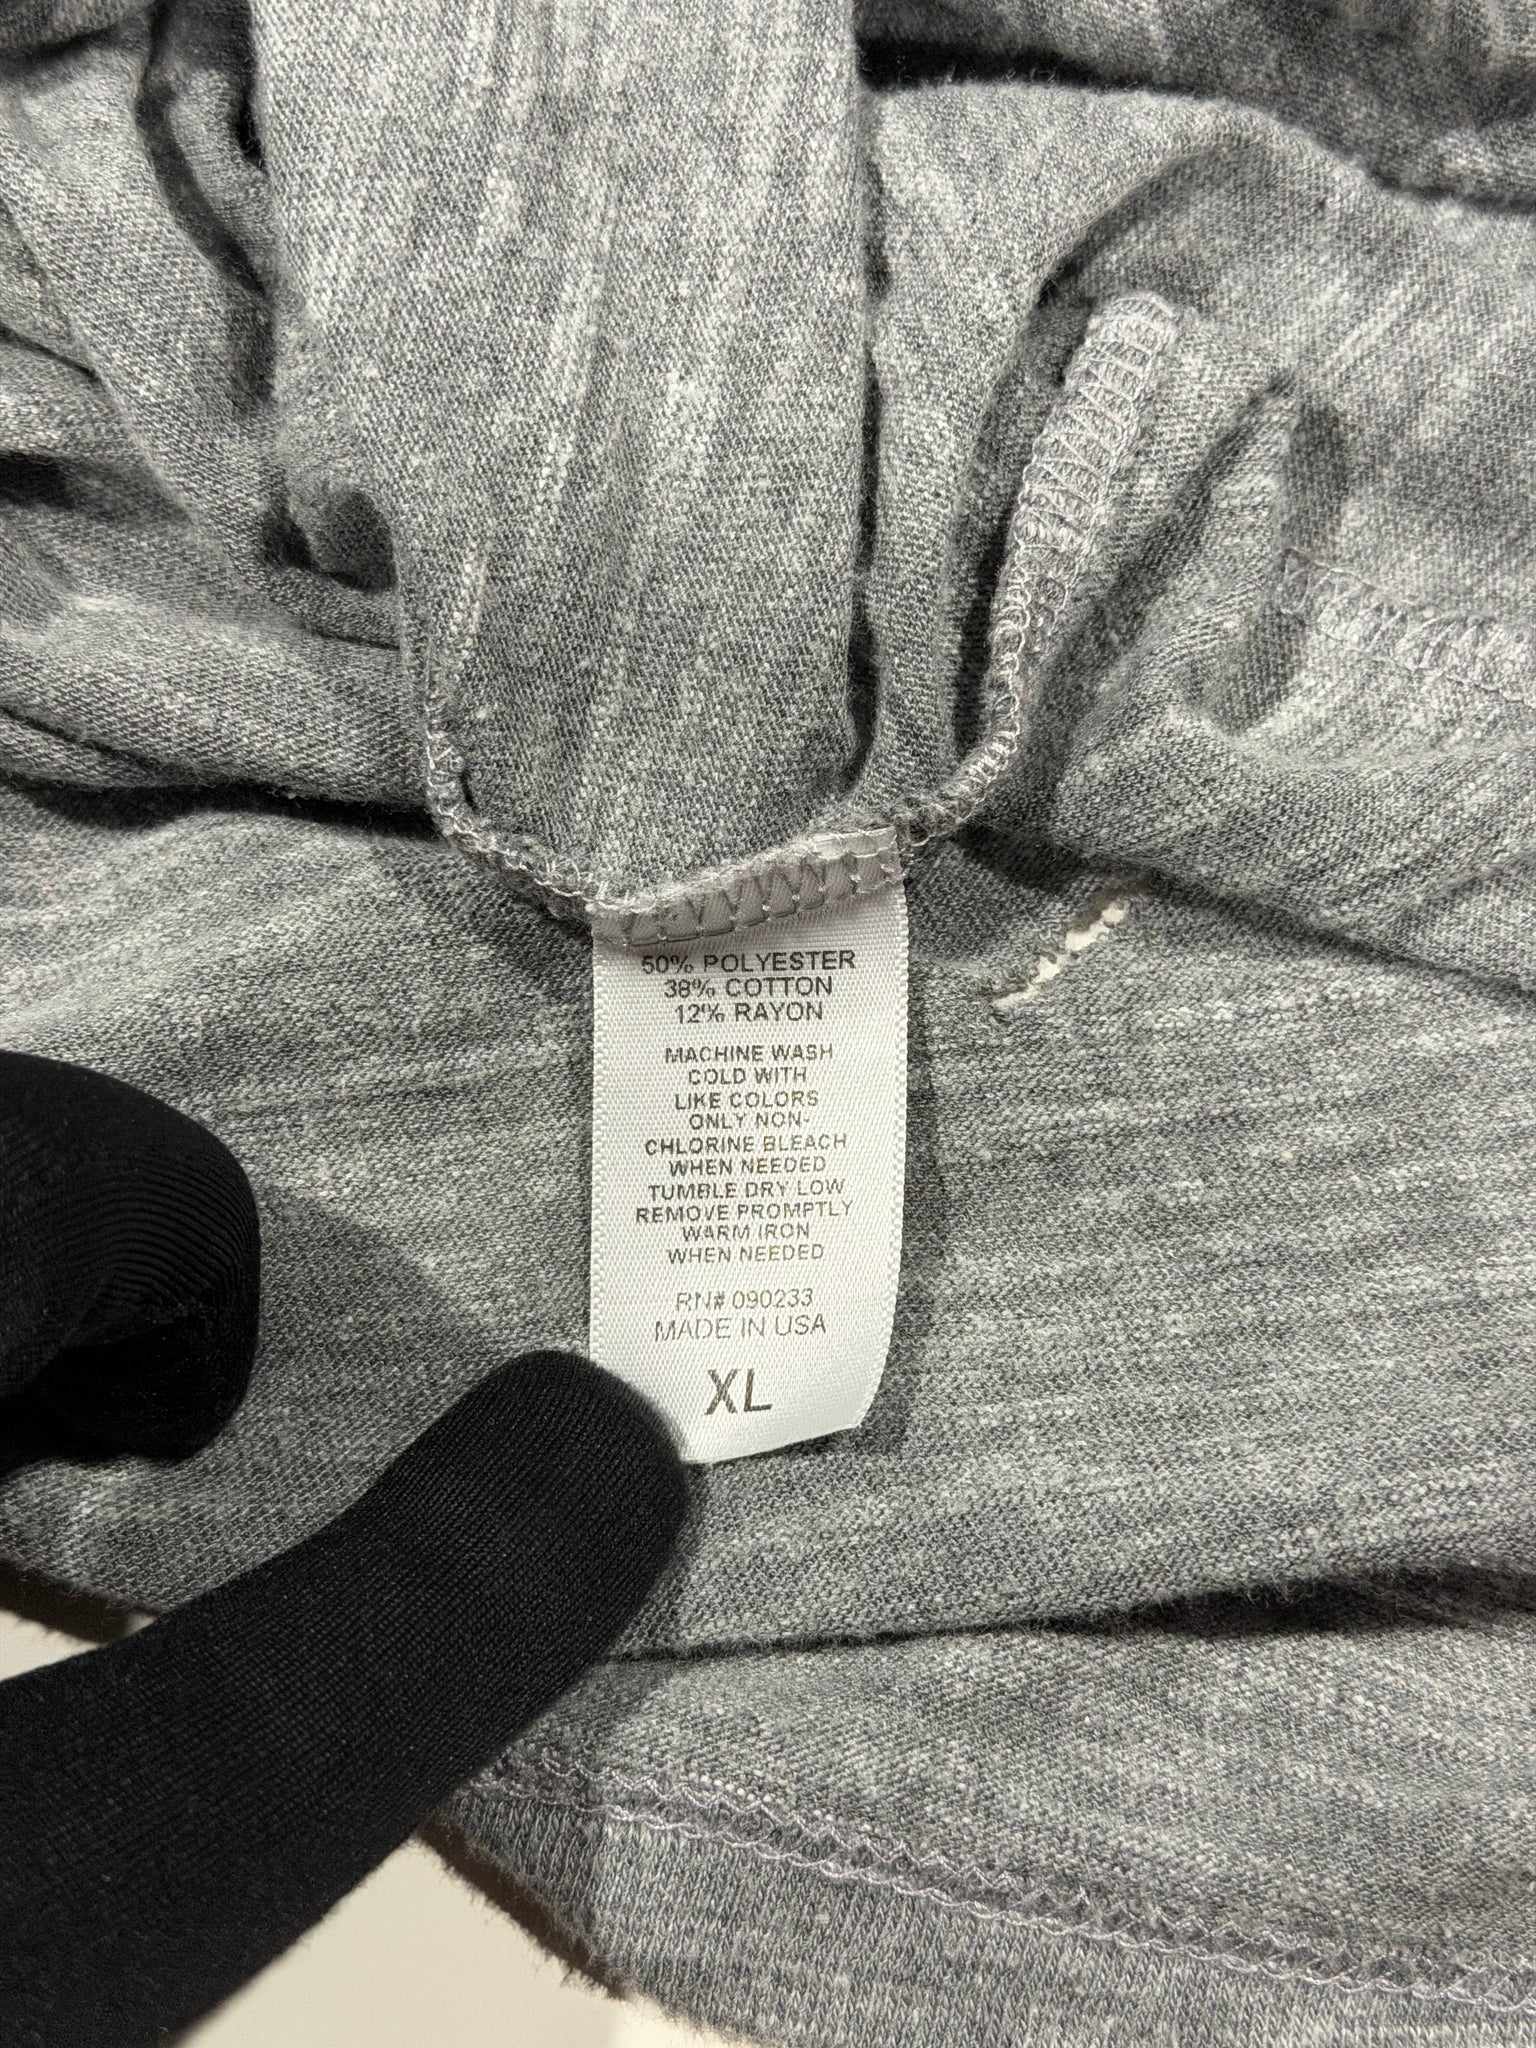 50% POLYESTER
38% COTTON
12% RAYON
MACHINE WASH
COLD WITH
LIKE COLORS
ONLY NON-
CHLORINE BLEACH
WHEN NEEDED
TUMBLE DRY LOW
REMOVE PROMPTLY
WARM IRON
WHEN NEEDED
RN# 090233
MADE IN USA
XL